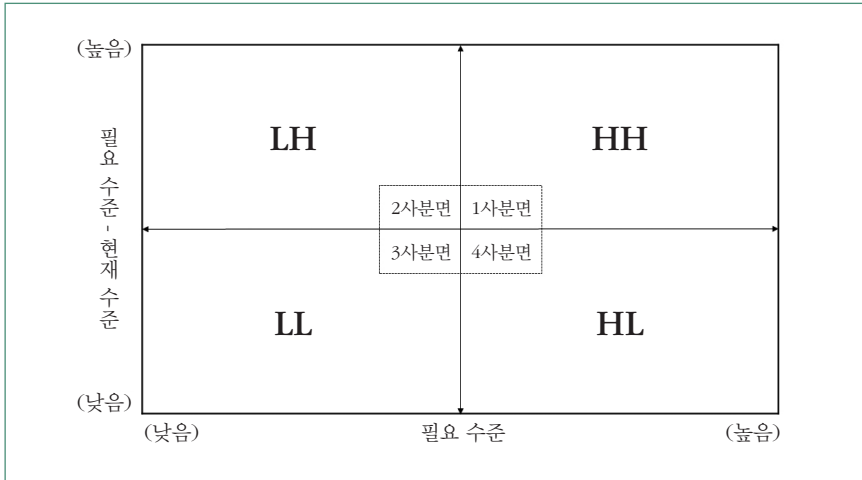 (높음)
LH
HH
필요 수준 - 현재 수준
2사분면
1사분면
3사분면
4사분면
LL
HL
(낮음)
(낮음)
필요 수준
(높음)